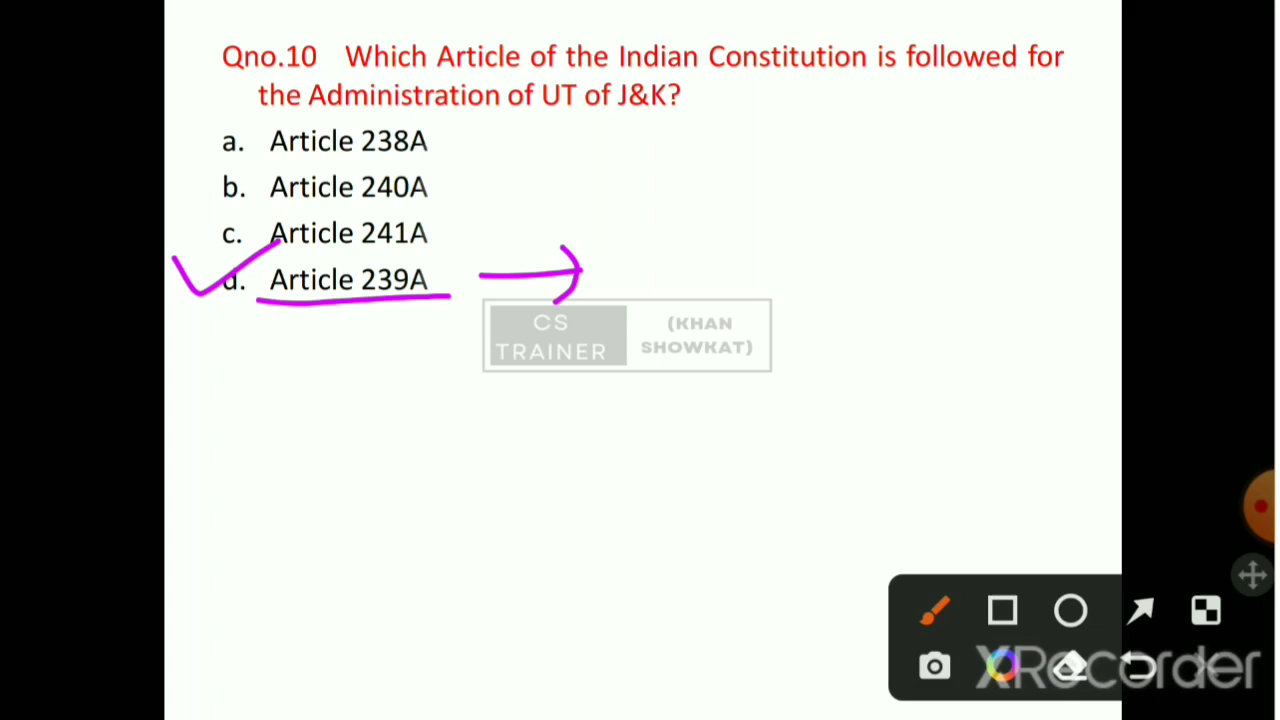 Qno.10 Which Article of the Indian Constitution is followed for
the Administration of UT of J&K?
a. Article 238A
b. Article 240A
c. Article 241A
d. Article 239A
CS
TRAINER
(KHAN
SHOWKAT)
XRecorder